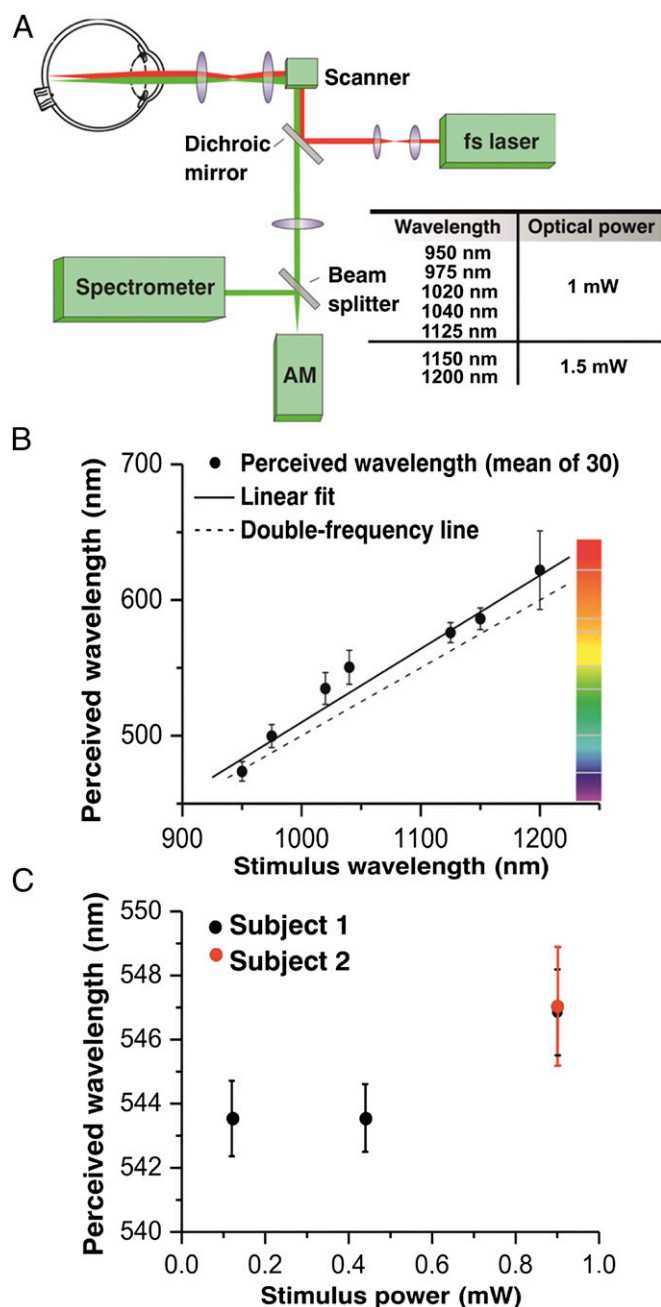 A
Scanner
Dichroic
mirror
fs laser
Wavelength Optical power
950 nm
975 nm
1020 nm
1040 nm
1125 nm
1 mW
1150 nm
1200 nm
1.5 mW
Spectrometer
Beam
splitter
AM
B
Perceived wavelength (mean of 30)
Linear fit
Double-frequency line
700
600
500
Perceived wavelength (nm)
900 1000 1100 1200
Stimulus wavelength (nm)
C
Subject 1
Subject 2
550
548
546
544
542
540
Perceived wavelength (nm)
0.0 0.2 0.4 0.6 0.8 1.0
Stimulus power (mW)